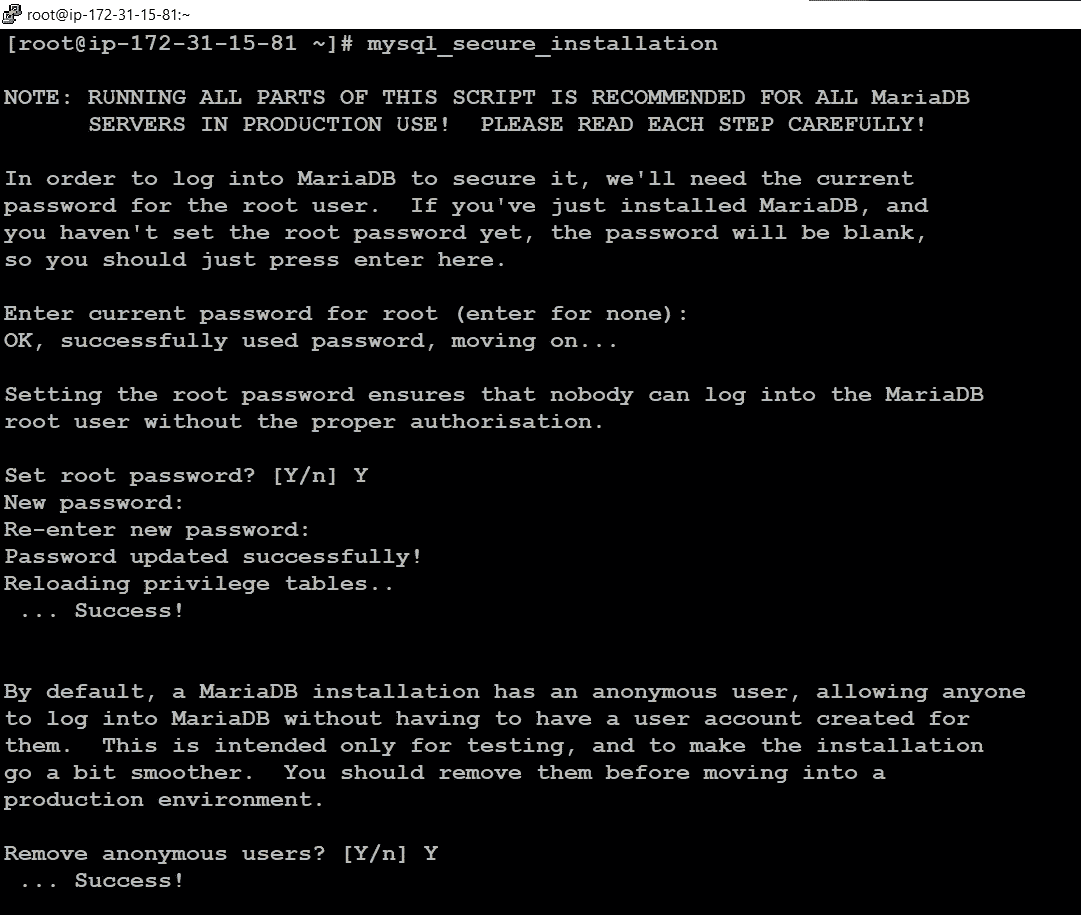 root@ip-172-31-15-81:~
[root@ip-172-31-15-81 ~]# mysql_secure_installation
NOTE: RUNNING ALL PARTS OF THIS SCRIPT IS RECOMMENDED FOR ALL MariaDB
SERVERS IN PRODUCTION USE!  PLEASE READ EACH STEP CAREFULLY!
In order to log into MariaDB to secure it, we'll need the current
password for the root user.  If you've just installed MariaDB, and
you haven't set the root password yet, the password will be blank,
so you should just press enter here.
Enter current password for root (enter for none):
OK, successfully used password, moving on...
Setting the root password ensures that nobody can log into the MariaDB
root user without the proper authorisation.
Set root password? [Y/n] Y
New password:
Re-enter new password:
Password updated successfully!
Reloading privilege tables..
... Success!
By default, a MariaDB installation has an anonymous user, allowing anyone
to log into MariaDB without having to have a user account created for
them.  This is intended only for testing, and to make the installation
go a bit smoother.  You should remove them before moving into a
production environment.
Remove anonymous users? [Y/n] Y
... Success!